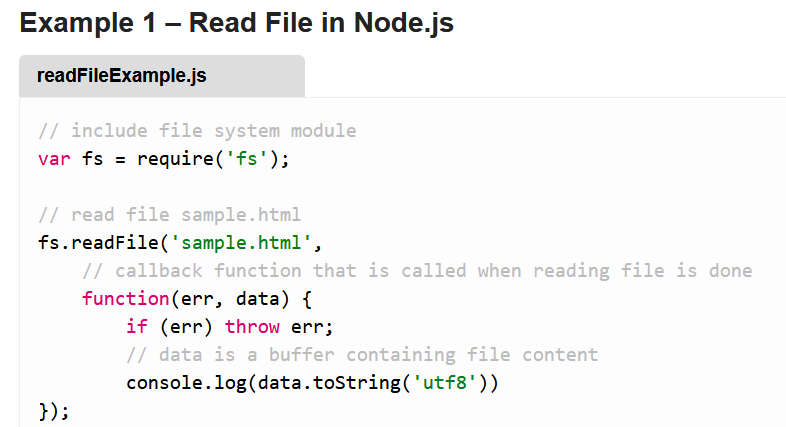 Example 1 – Read File in Node.js
readFileExample.js
// include file system module
var fs = require('fs');
// read file sample.html
fs.readFile('sample.html',
    // callback function that is called when reading file is done
    function(err, data) {
        if (err) throw err;
        // data is a buffer containing file content
        console.log(data.toString('utf8'))
});